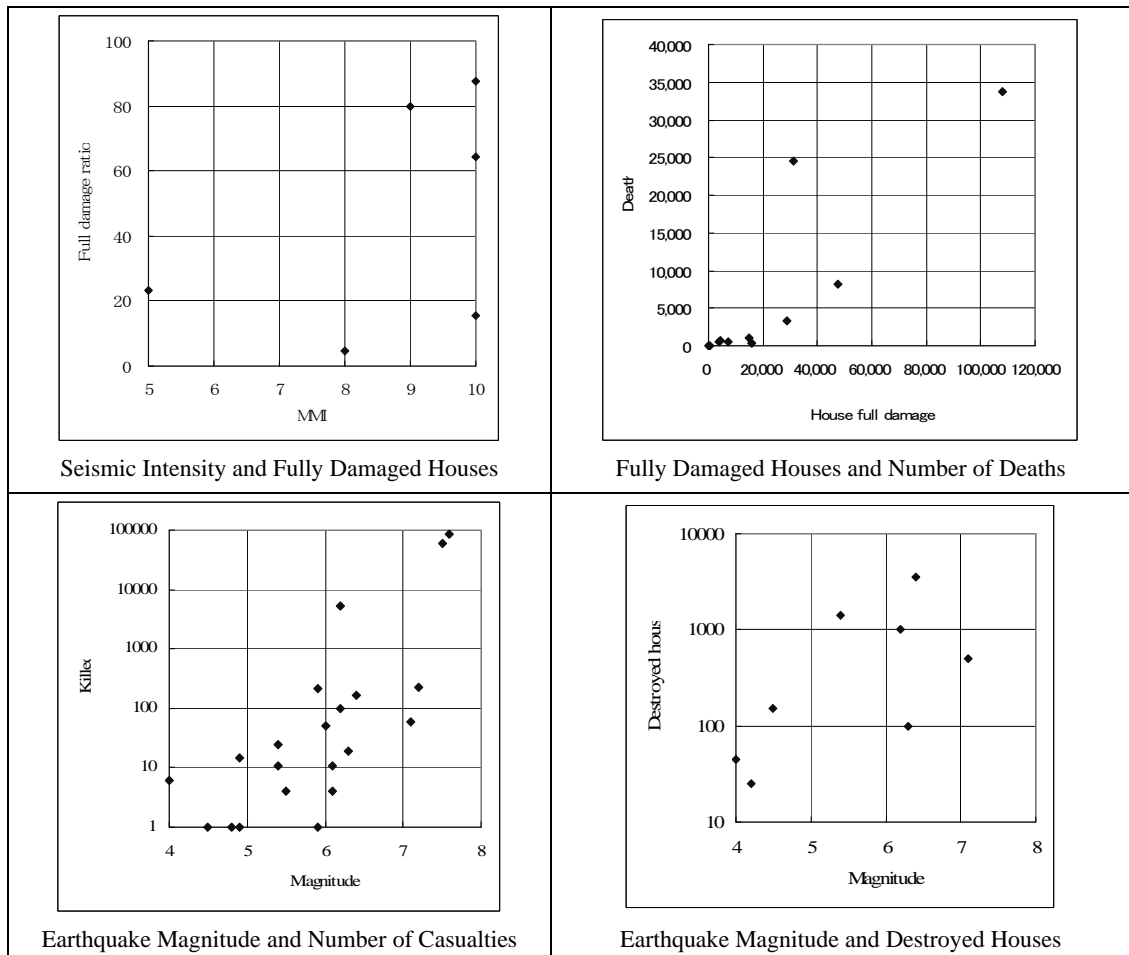 100
80
60
40
20
0
5 6 7 8 9 10
Full damage ratio
MMI
Seismic Intensity and Fully Damaged Houses
40,000
35,000
30,000
25,000
20,000
15,000
10,000
5,000
0
0 20,000 40,000 60,000 80,000 100,000 120,000
Death
House full damage
Fully Damaged Houses and Number of Deaths
100000
10000
1000
100
10
1
4 5 6 7 8
Killed
Magnitude
Earthquake Magnitude and Number of Casualties
10000
1000
100
10
4 5 6 7 8
Destroyed hous
Magnitude
Earthquake Magnitude and Destroyed Houses